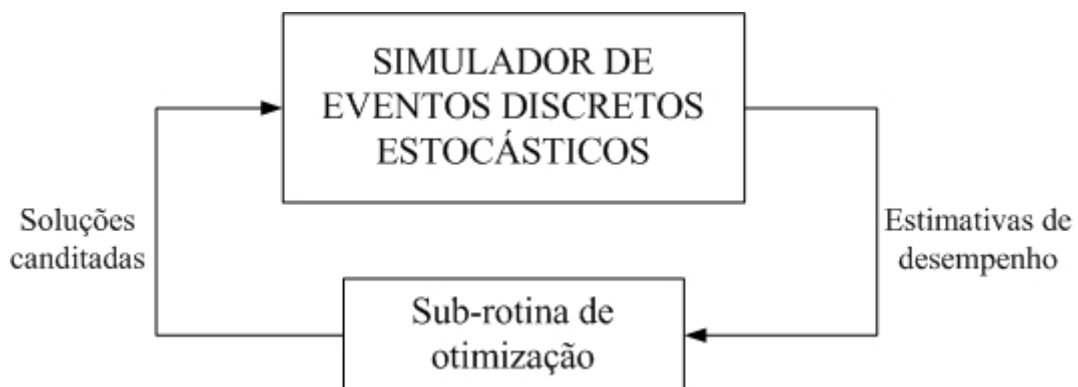 SIMULADOR DE
EVENTOS DISCRETOS
ESTOCÁSTICOS
Soluções
canditadas
Estimativas de
desempenho
Sub-rotina de
otimização